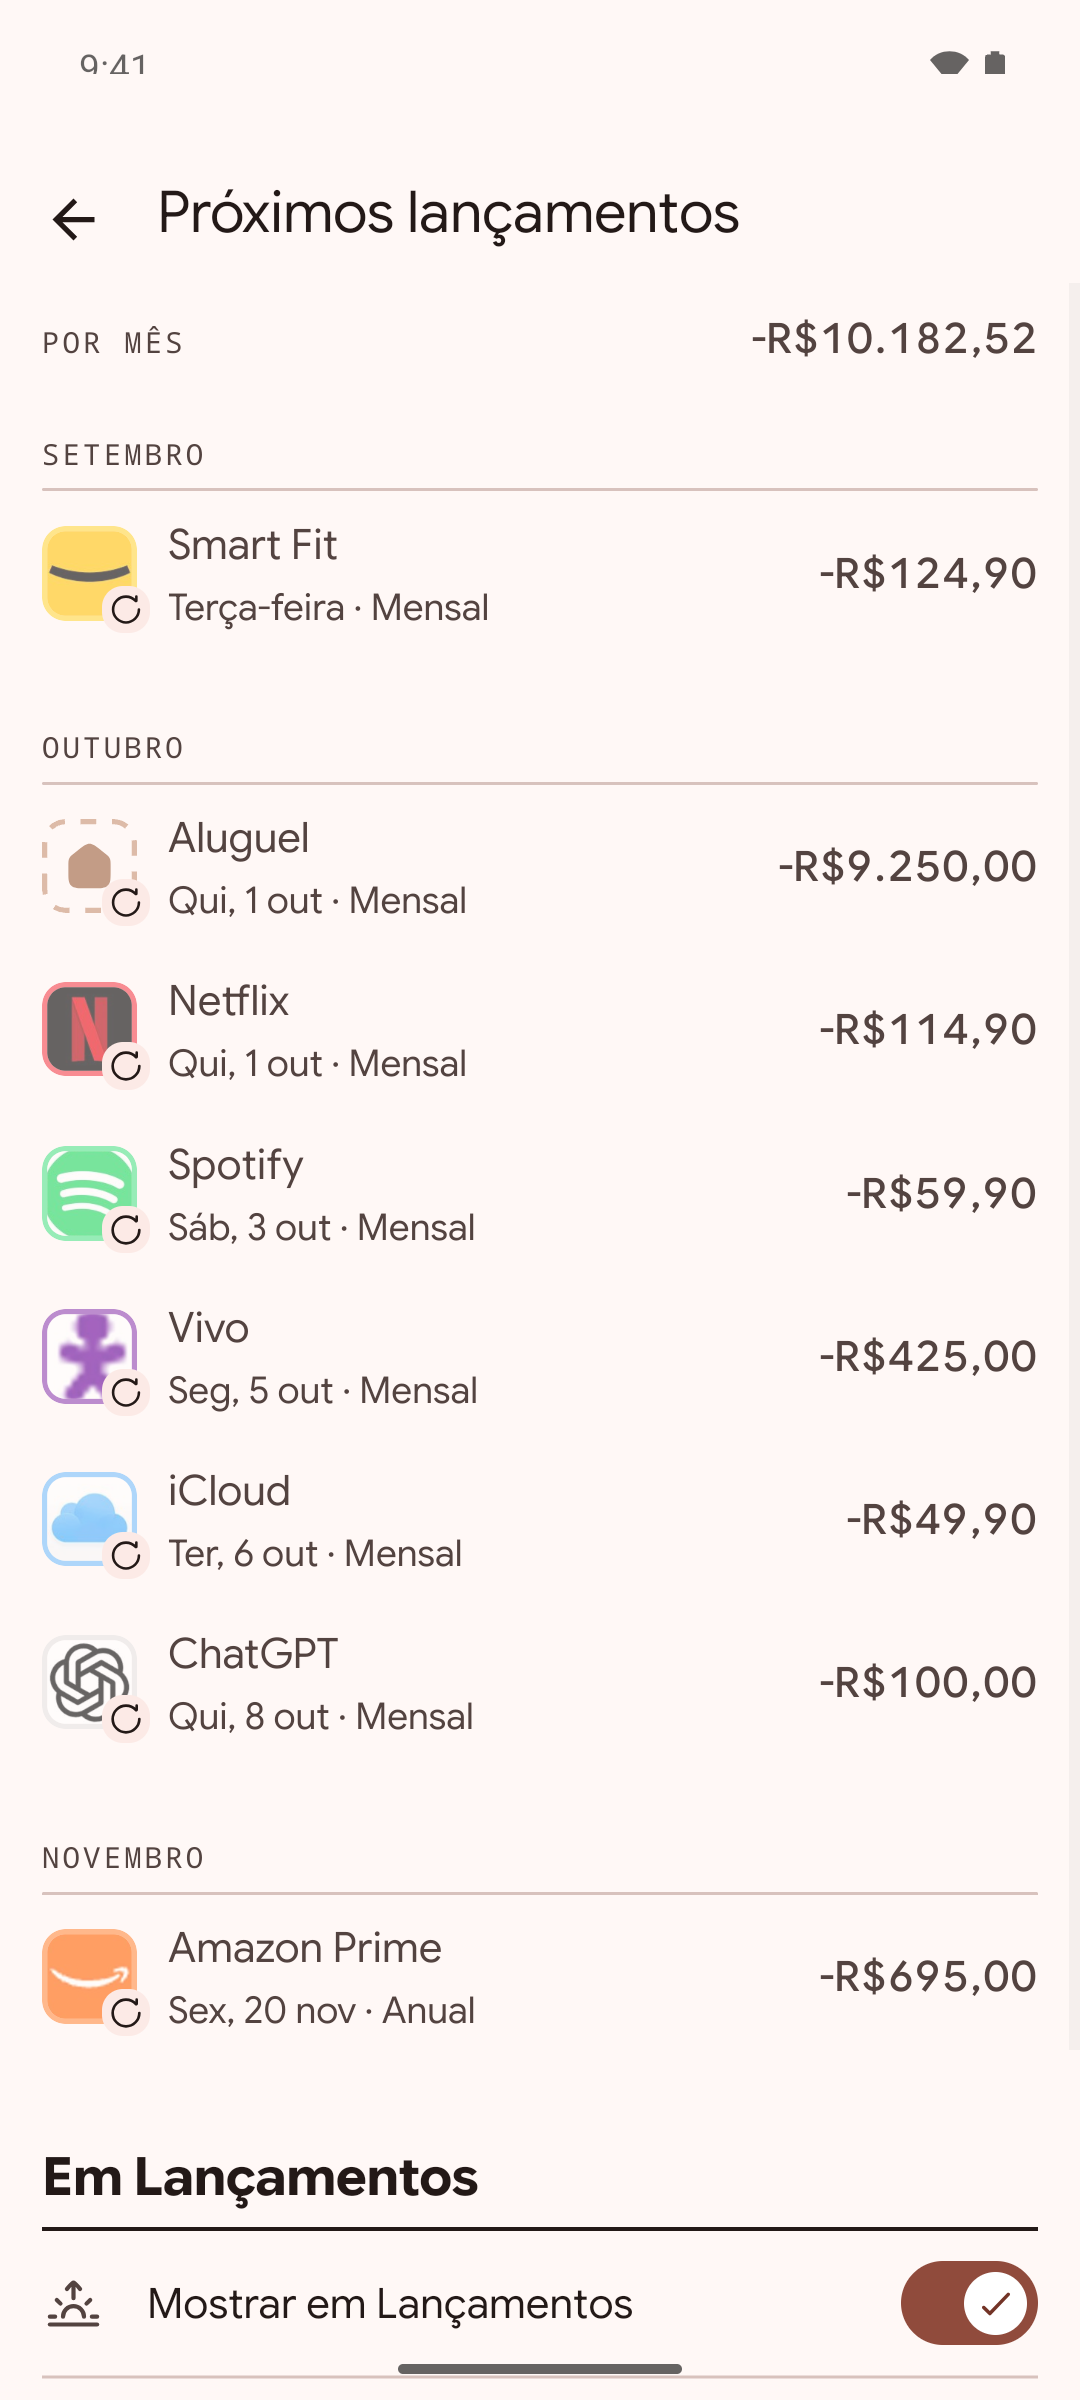 9:41
Próximos lançamentos
POR MÊS
-R$10.182,52
SETEMBRO
Smart Fit
Terça-feira · Mensal
-R$124,90
OUTUBRO
Aluguel
Qui, 1 out · Mensal
-R$9.250,00
N
Netflix
Qui, 1 out · Mensal
-R$114,90
Spotify
Sáb, 3 out · Mensal
-R$59,90
Vivo
Seg, 5 out · Mensal
-R$425,00
iCloud
Ter, 6 out · Mensal
-R$49,90
ChatGPT
Qui, 8 out · Mensal
-R$100,00
NOVEMBRO
Amazon Prime
Sex, 20 nov · Anual
-R$695,00
Em Lançamentos
Mostrar em Lançamentos